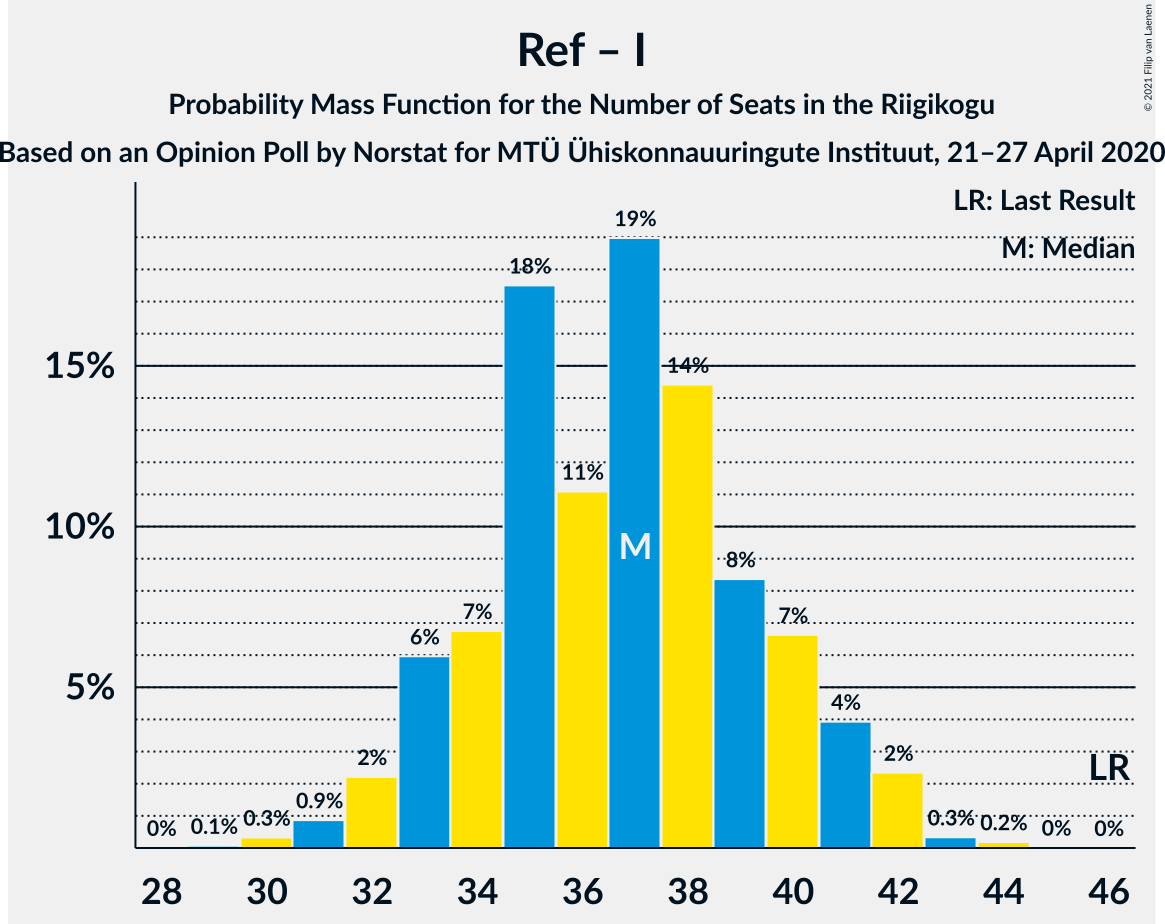 Ref – I
Probability Mass Function for the Number of Seats in the Riigikogu
Based on an Opinion Poll by Norstat for MTÜ Ühiskonnauuringute Instituut, 21–27 April 2020
© 2021 Filip van Laenen
LR: Last Result
M: Median
15%
10%
5%
0%
0.1%
0.3%
0.9%
2%
6%
7%
18%
11%
19%
14%
8%
7%
4%
2%
0.3%
0.2%
0%
0%
M
LR
28 30 32 34 36 38 40 42 44 46